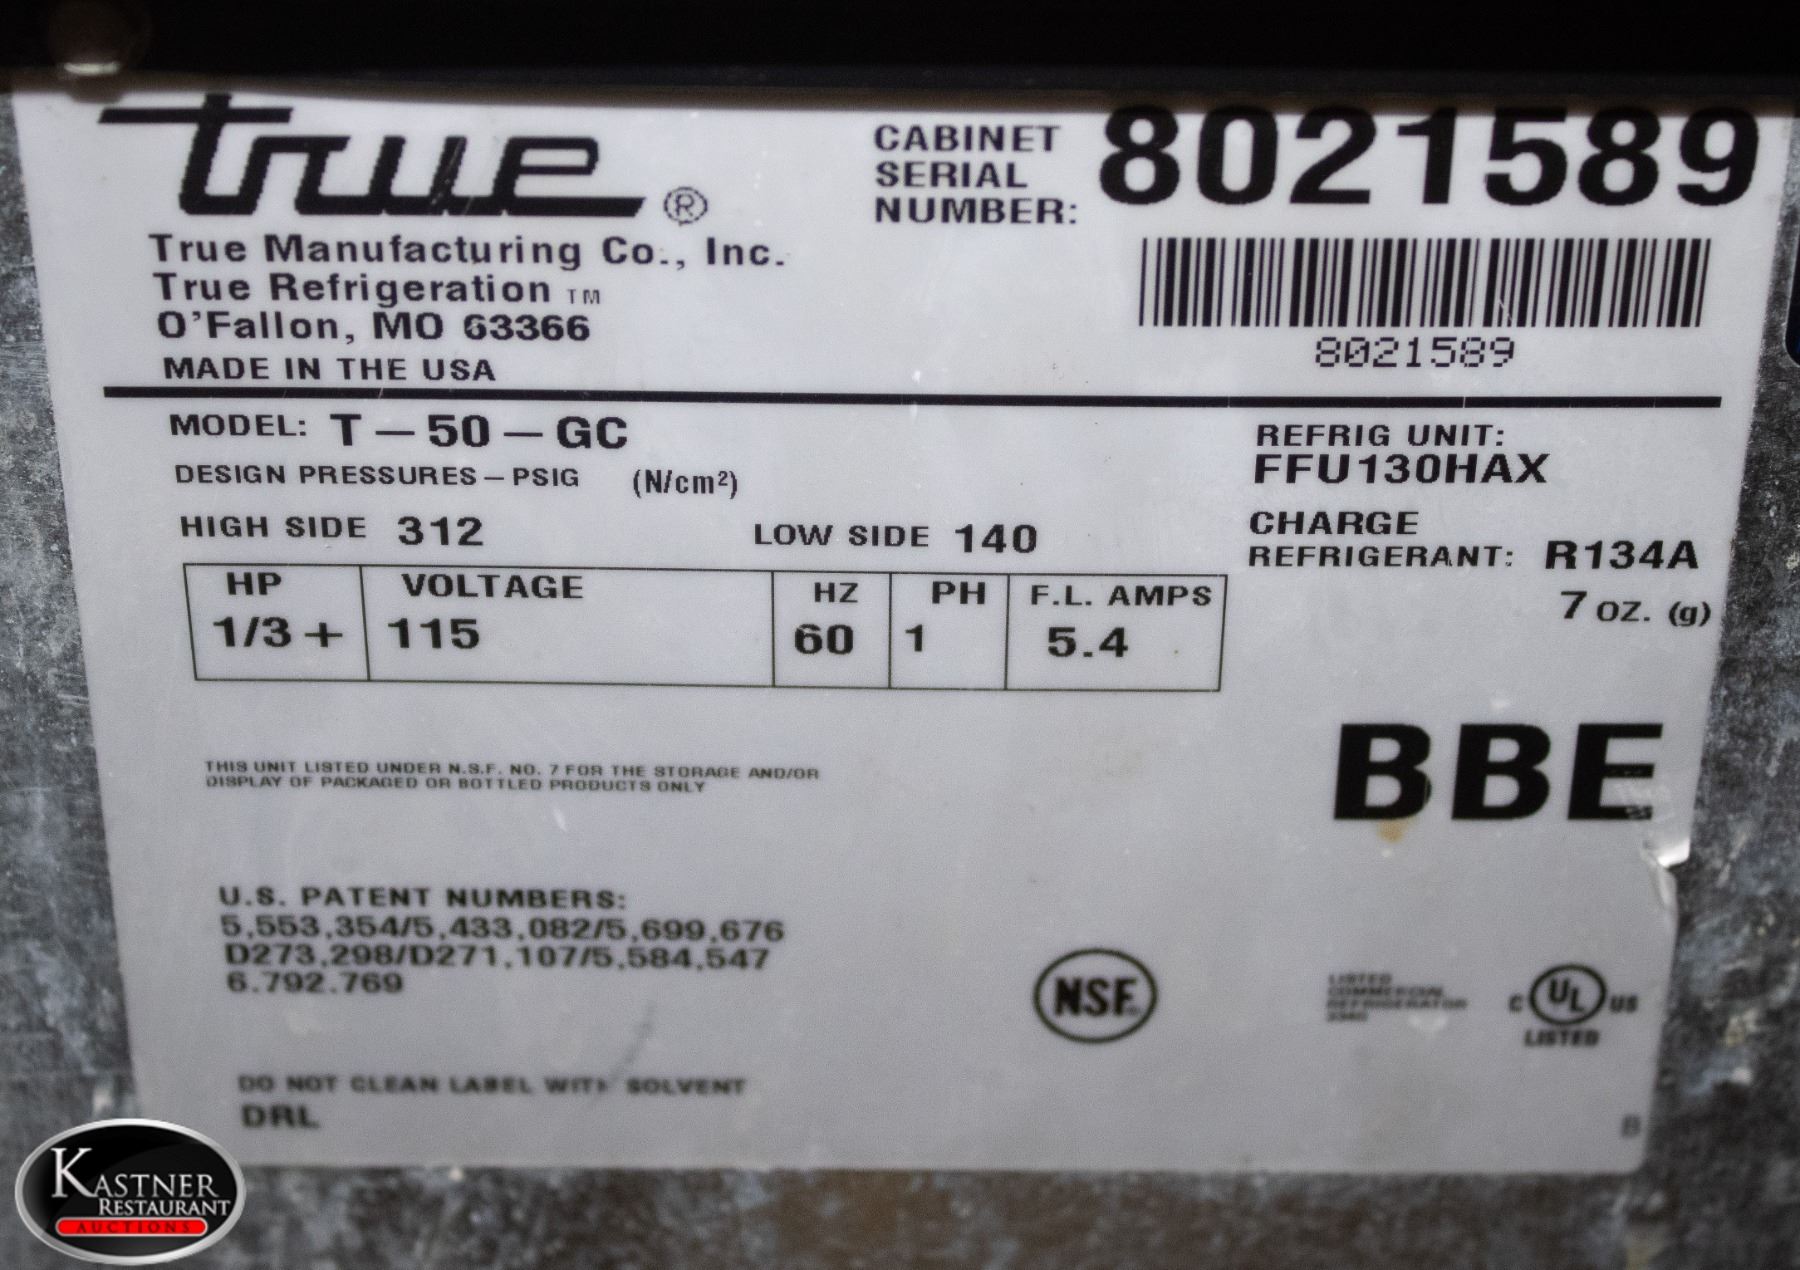 true ®
True Manufacturing Co., Inc.
True Refrigeration TM
O'Fallon, MO 63366
MADE IN THE USA
CABINET
SERIAL
NUMBER: 8021589
8021589
MODEL: T-50-GC
DESIGN PRESSURES-PSIG (N/cm²)
HIGH SIDE 312 LOW SIDE 140
REFRIG UNIT:
FFU130HAX
CHARGE
REFRIGERANT: R134A
7 OZ. (g)
HP VOLTAGE HZ PH F.L. AMPS
1/3+ 115 60 1 5.4
BBE
THIS UNIT LISTED UNDER N.S.F. NO. 7 FOR THE STORAGE AND/OR
DISPLAY OF PACKAGED OR BOTTLED PRODUCTS ONLY
U.S. PATENT NUMBERS:
5,553,354/5,433,082/5,699,676
D273,298/D271,107/5,584,547
6,792,769
NSF
LISTED
COMMERCIAL
REFRIGERATOR
C UL US
LISTED
DO NOT CLEAN LABEL WITH SOLVENT
DRL
B
KASTNER
RESTAURANT
AUCTIONS